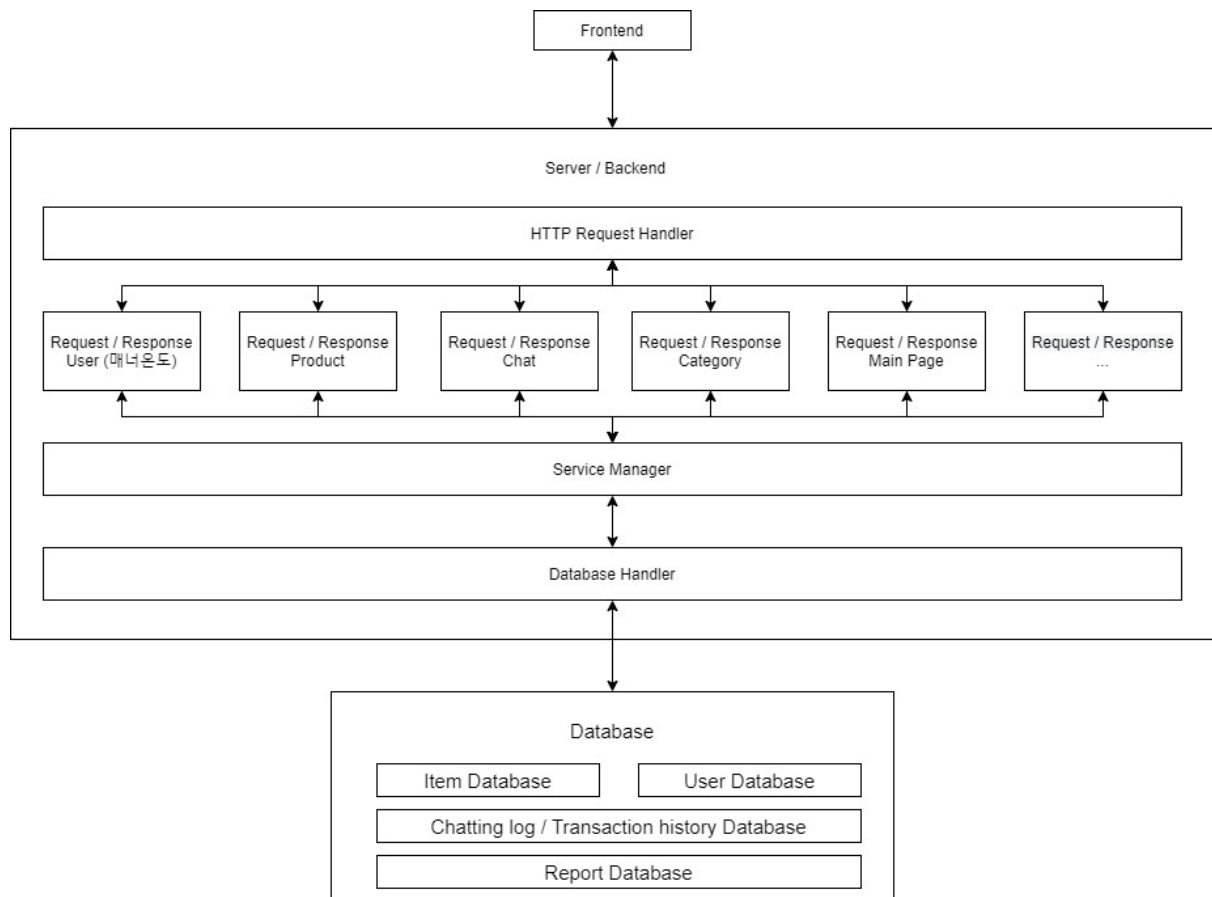 Frontend
Server / Backend
HTTP Request Handler
Request / Response
User (매너온도)
Request / Response
Product
Request / Response
Chat
Request / Response
Category
Request / Response
Main Page
Request / Response
...
Service Manager
Database Handler
Database
Item Database
User Database
Chatting log / Transaction history Database
Report Database